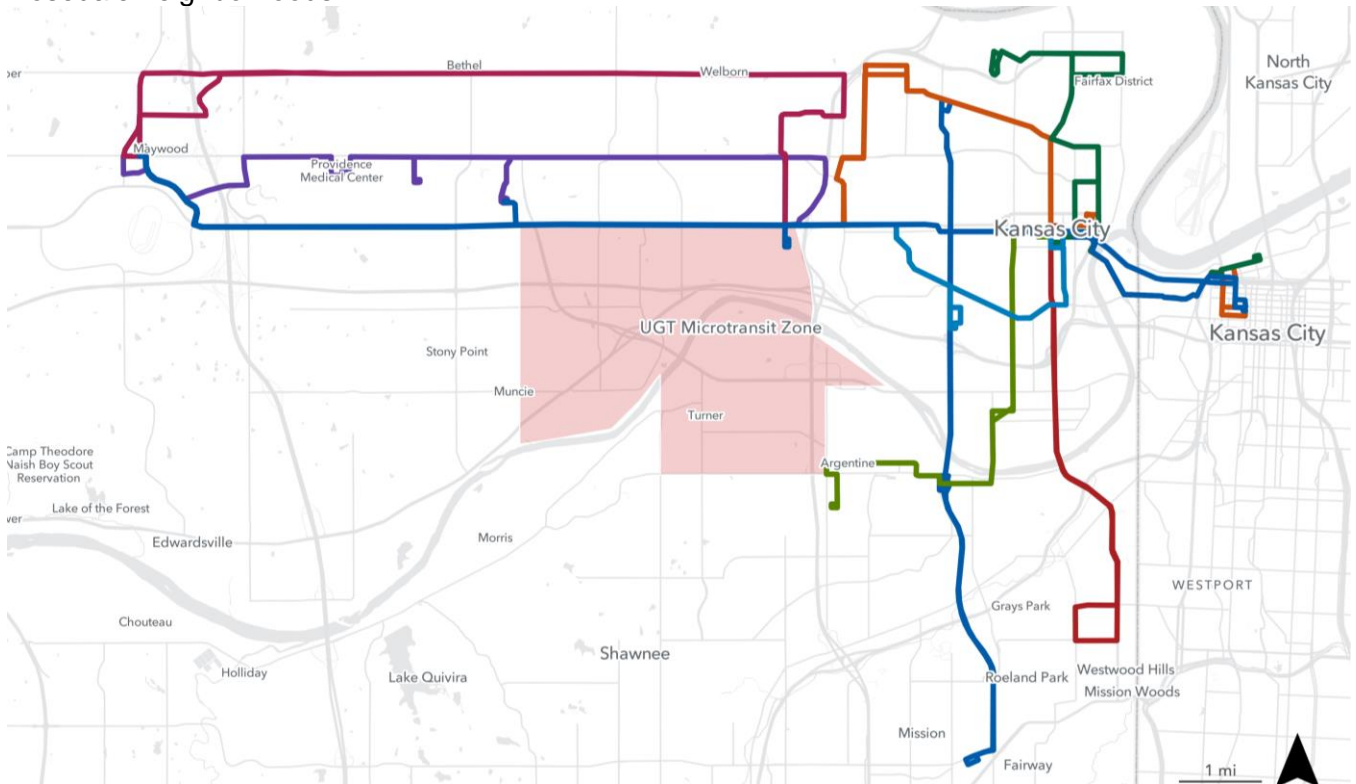 Bethel
Welborn
Fairfax District
North
Kansas City
Maywood
Providence
Medical Center
Kansas City
UGT Microtransit Zone
Kansas City
Stony Point
Muncie
Turner
Argentine
Camp Theodore
Naish Boy Scout
Reservation
Lake of the Forest
Edwardsville
Morris
WESTPORT
Grays Park
Chouteau
Shawnee
Holliday
Lake Quivira
Roeland Park
Westwood Hills
Mission Woods
Mission
Fairway
1 mi